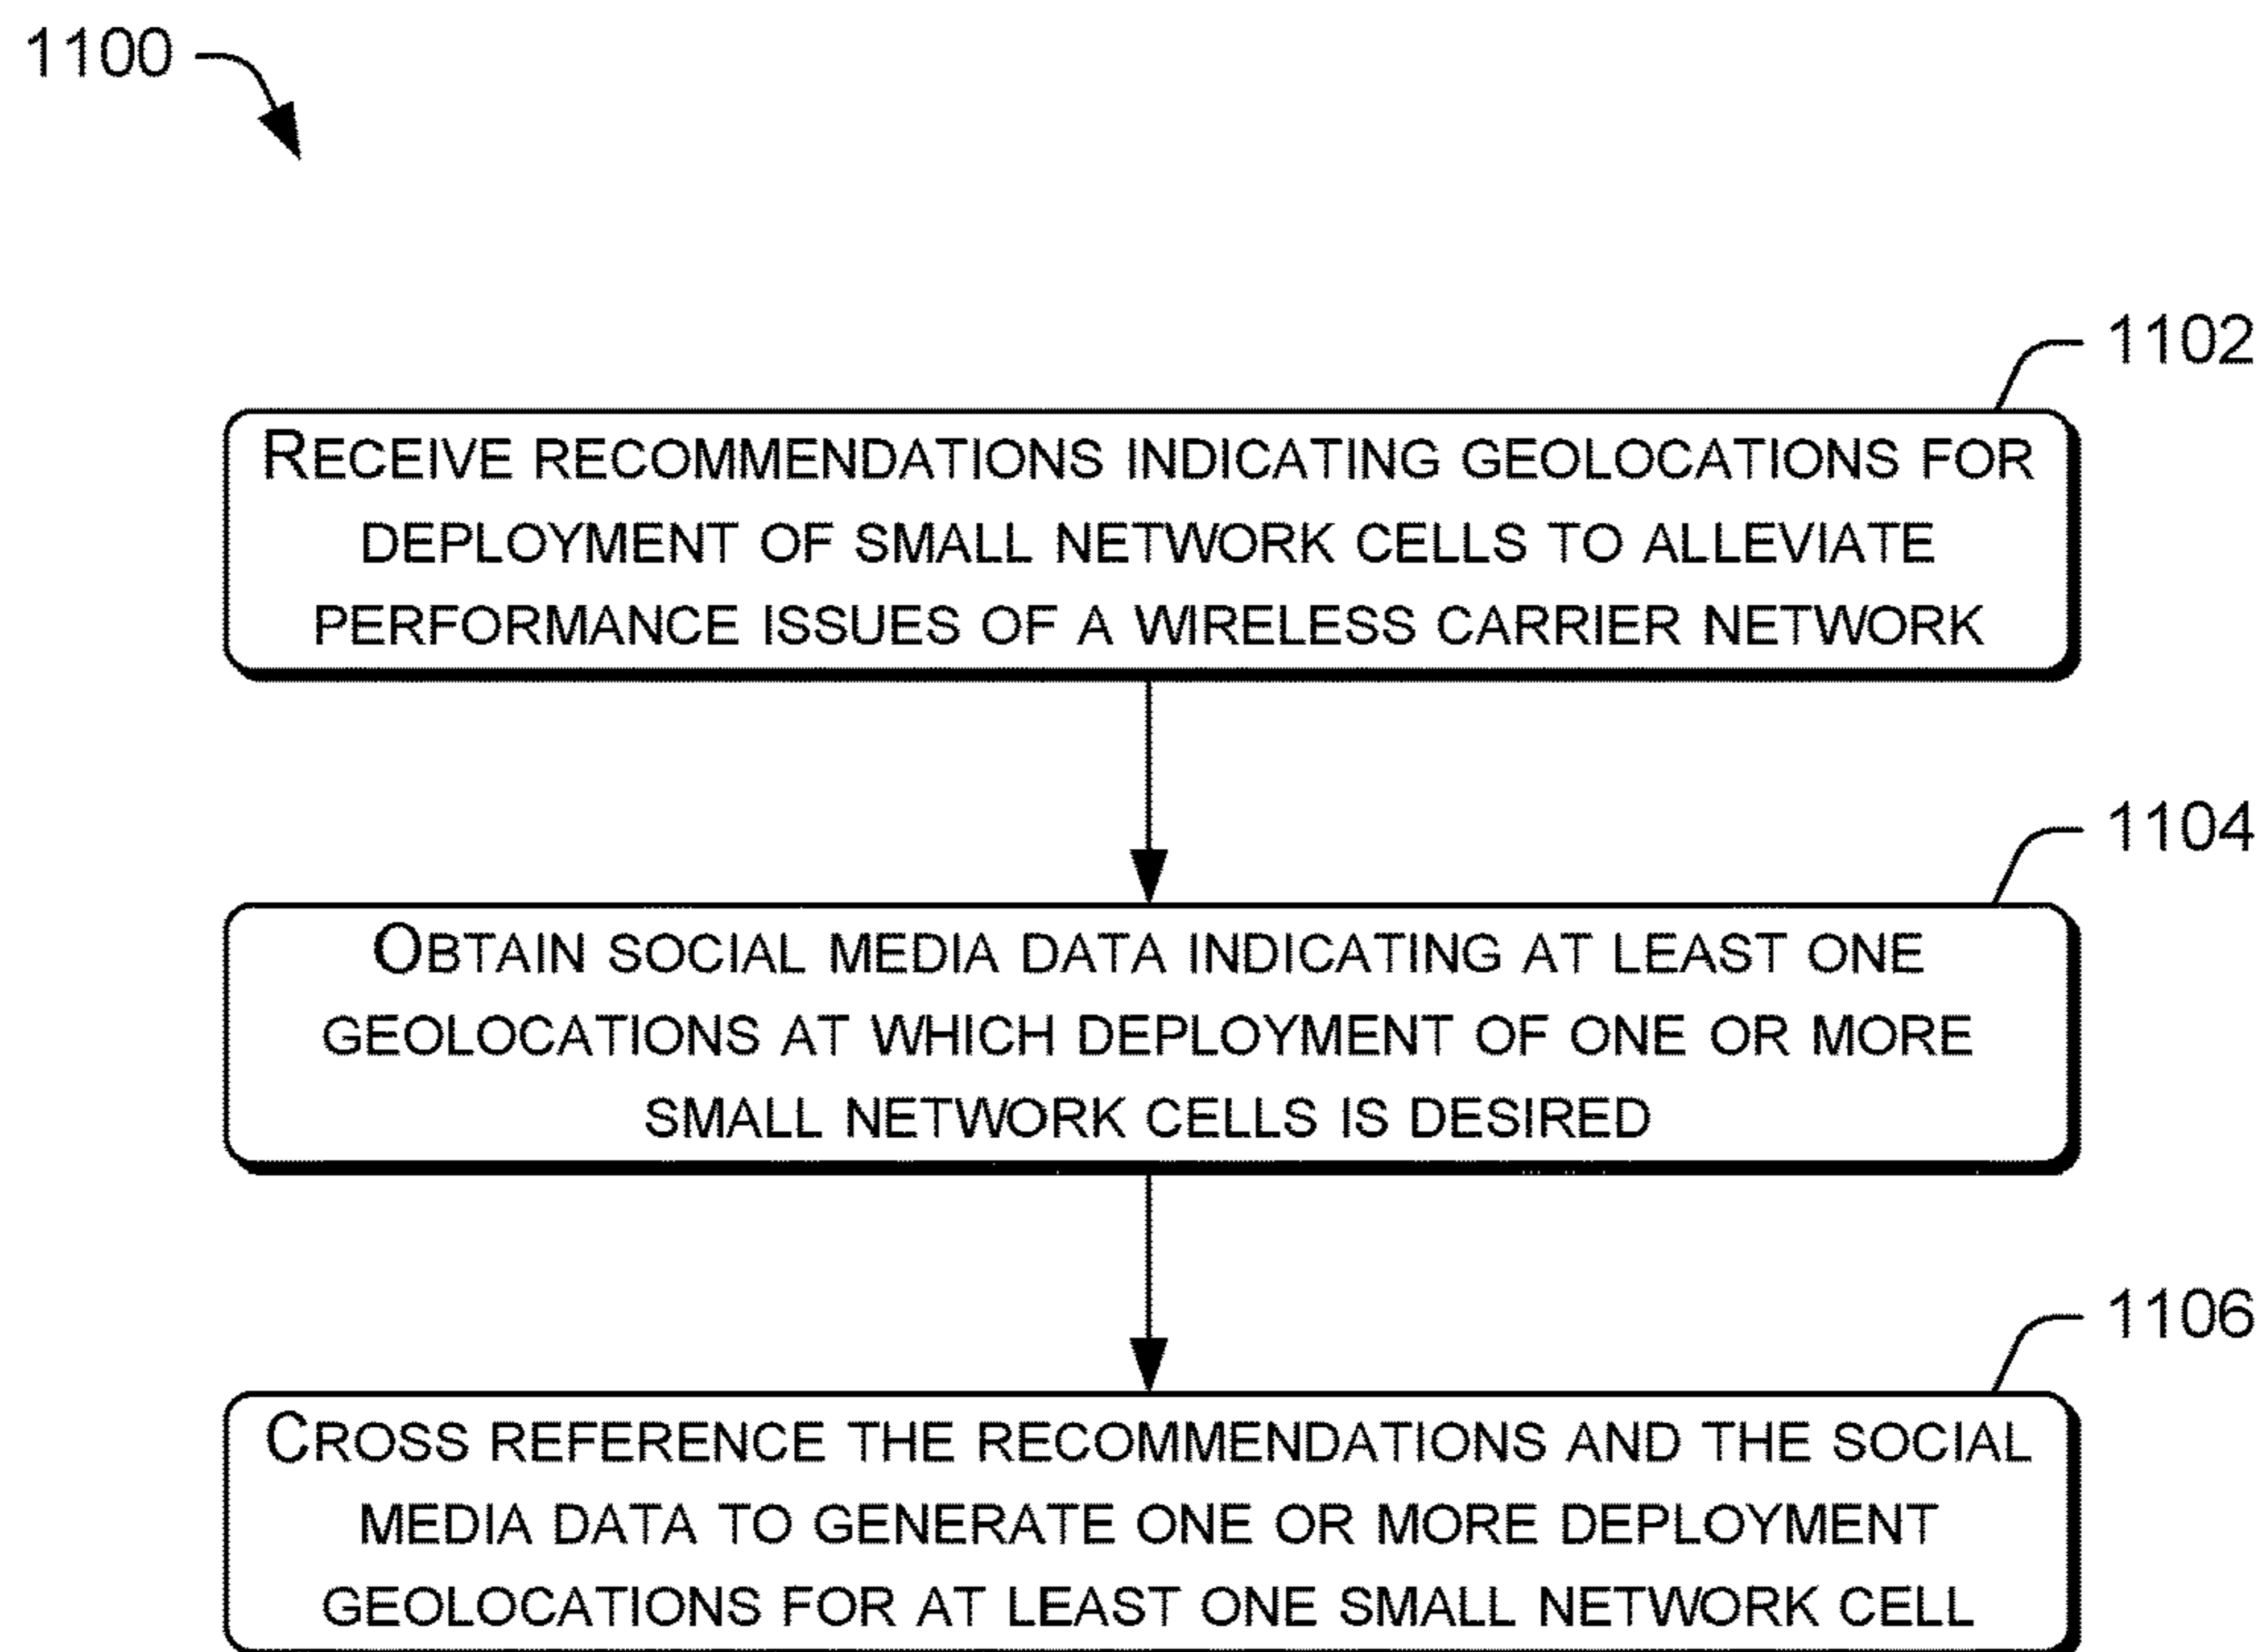 1100
1102
RECEIVE RECOMMENDATIONS INDICATING GEOLOCATIONS FOR
DEPLOYMENT OF SMALL NETWORK CELLS TO ALLEVIATE
PERFORMANCE ISSUES OF A WIRELESS CARRIER NETWORK
1104
OBTAIN SOCIAL MEDIA DATA INDICATING AT LEAST ONE
GEOLOCATIONS AT WHICH DEPLOYMENT OF ONE OR MORE
SMALL NETWORK CELLS IS DESIRED
1106
CROSS REFERENCE THE RECOMMENDATIONS AND THE SOCIAL
MEDIA DATA TO GENERATE ONE OR MORE DEPLOYMENT
GEOLOCATIONS FOR AT LEAST ONE SMALL NETWORK CELL